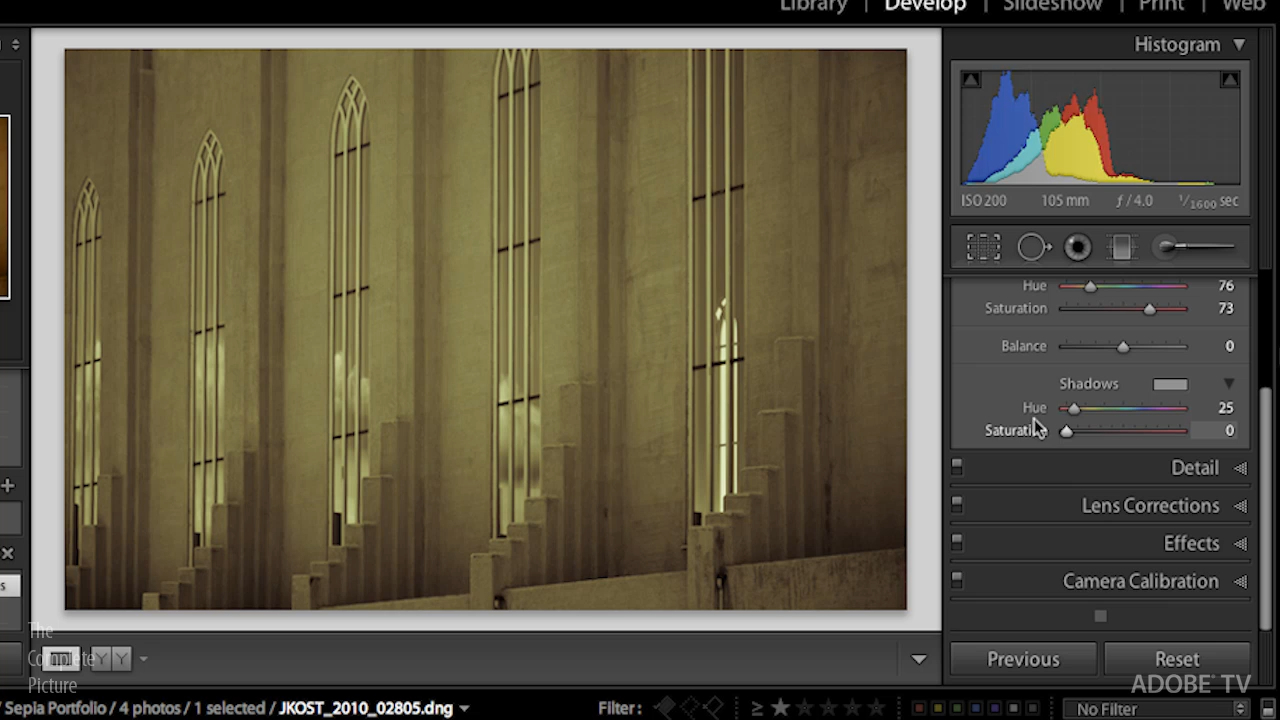 Library | Develop | Slideshow | Print | Web
Histogram
ISO 200 105 mm ƒ / 4.0 1/1600 sec
Hue 76
Saturation 73
Balance 0
Shadows
Hue 25
Saturation 0
Detail
Lens Corrections
Effects
Camera Calibration
Previous Reset
The
Complete
Picture
Y Y
ADOBE® TV
/ Sepia Portfolio / 4 photos / 1 selected / JKOST_2010_02805.dng
Filter :
≥
No Filter